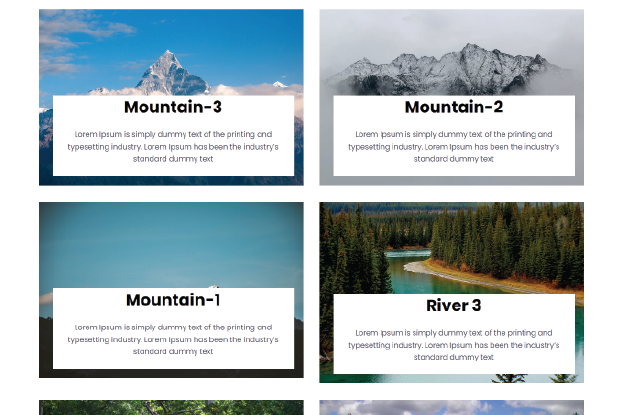 Mountain-3
Lorem Ipsum is simply dummy text of the printing and
typesetting industry. Lorem Ipsum has been the industry's
standard dummy text
Mountain-2
Lorem Ipsum is simply dummy text of the printing and
typesetting industry. Lorem Ipsum has been the industry's
standard dummy text
Mountain-1
Lorem Ipsum is simply dummy text of the printing and
typesetting industry. Lorem Ipsum has been the industry's
standard dummy text
River 3
Lorem Ipsum is simply dummy text of the printing and
typesetting industry. Lorem Ipsum has been the industry's
standard dummy text